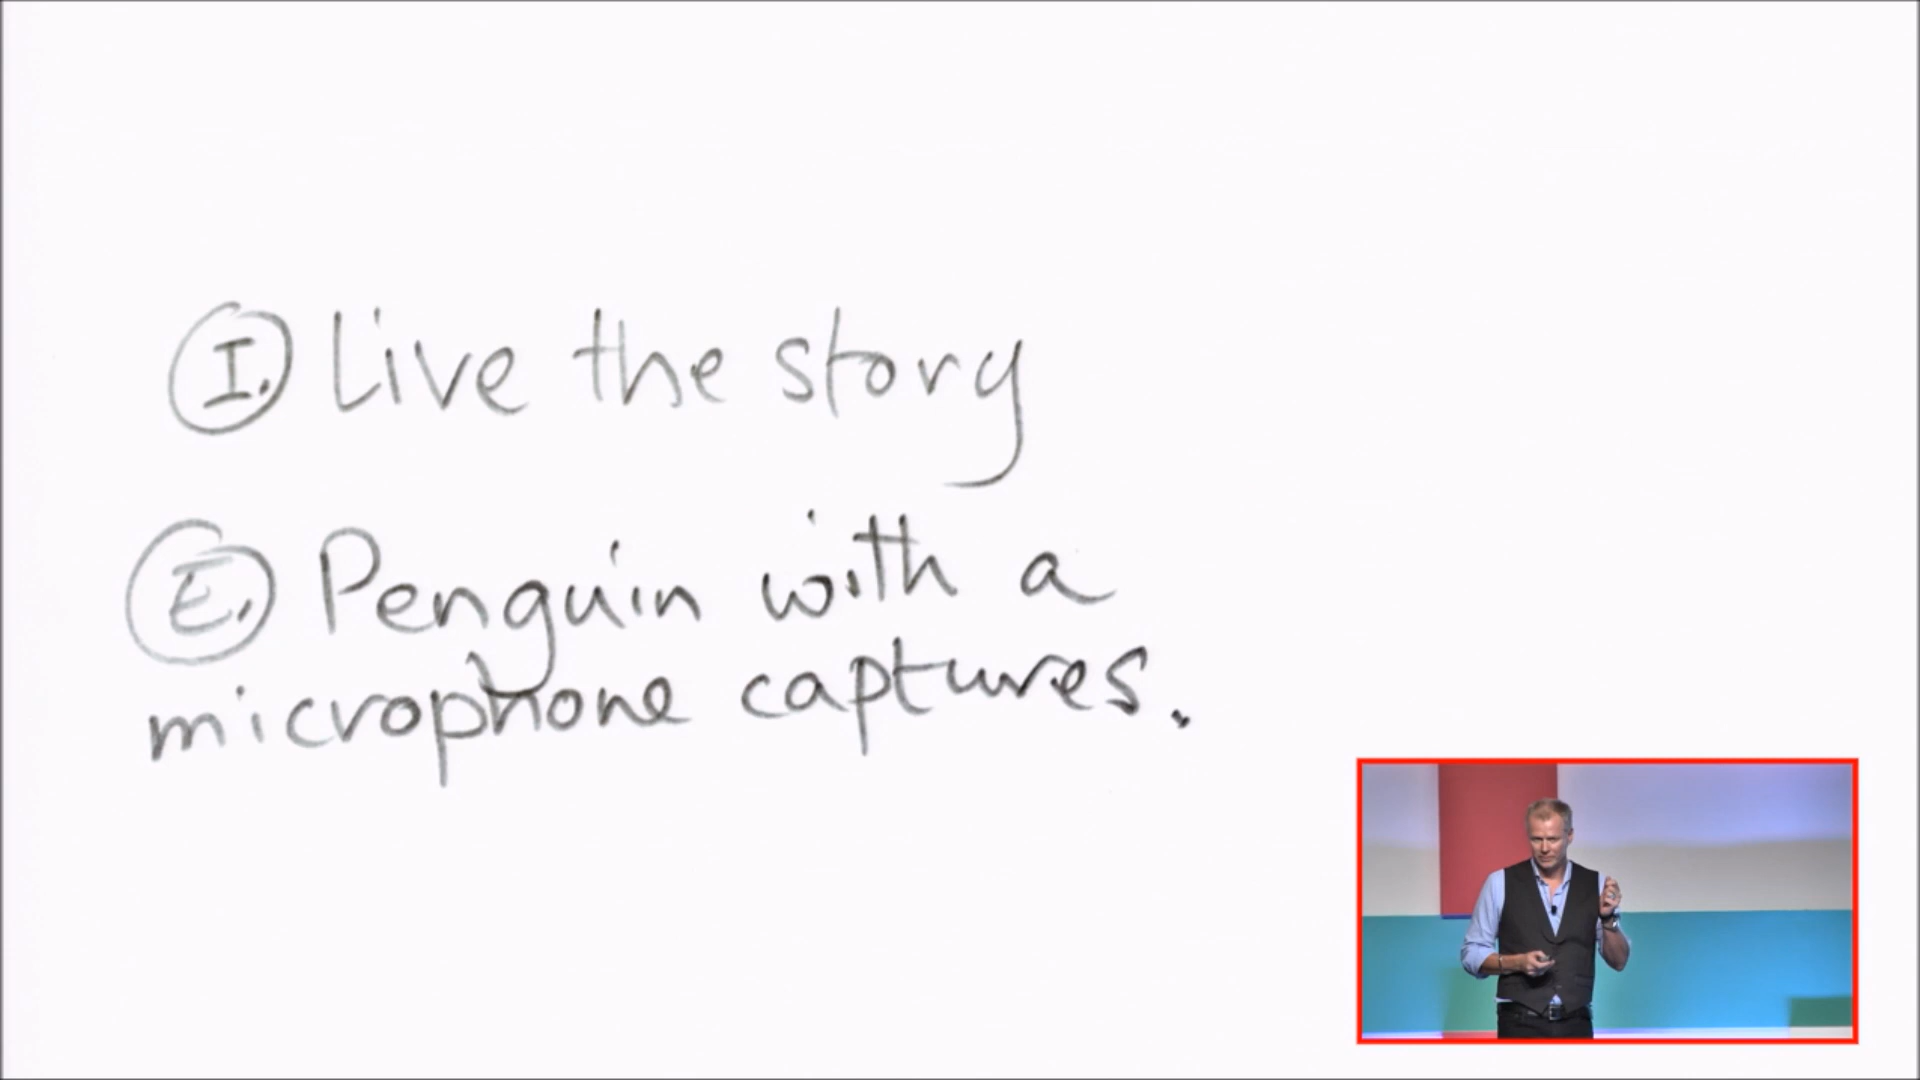 I. Live the story
E. Penguin with a
microphone captures.